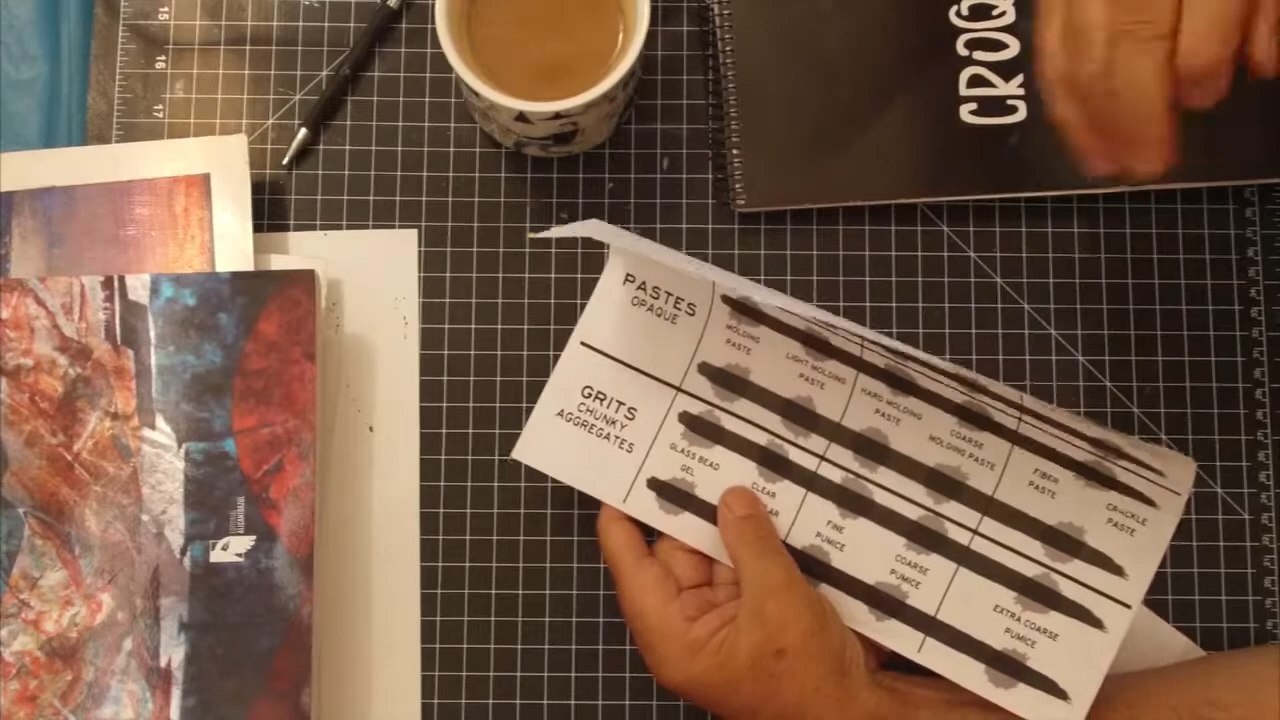 15
16
17
CROQ
PASTES
OPAQUE
MOLDING
PASTE
LIGHT MOLDING
PASTE
HARD MOLDING
PASTE
COARSE
MOLDING PASTE
FIBER
PASTE
CRACKLE
PASTE
GRITS
CHUNKY
AGGREGATES
GLASS BEAD
GEL
CLEAR
FINE
PUMICE
COARSE
PUMICE
EXTRA COARSE
PUMICE